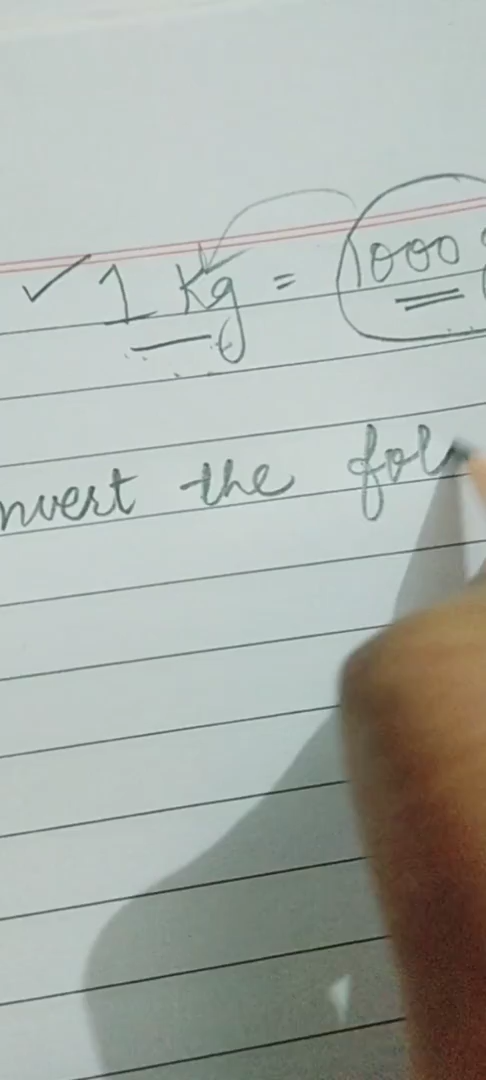 ✓ 1 Kg = 1000 g
nvert the fol